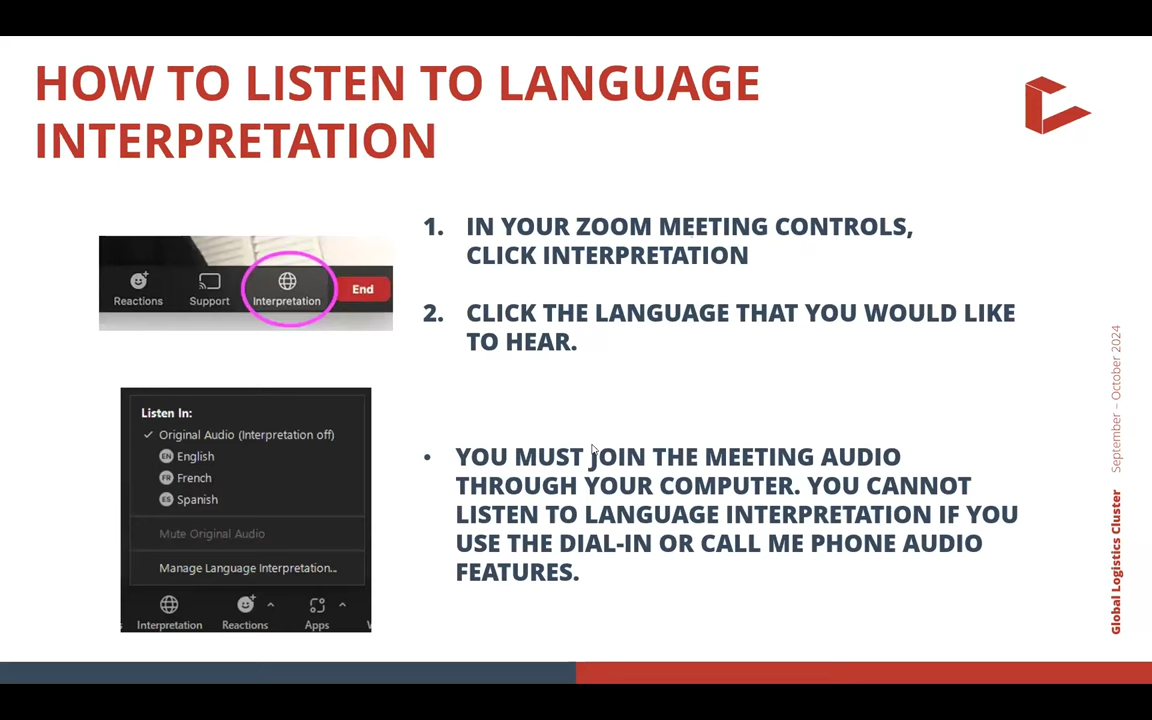 HOW TO LISTEN TO LANGUAGE
INTERPRETATION
Reactions
Support
Interpretation
End
1. IN YOUR ZOOM MEETING CONTROLS,
CLICK INTERPRETATION
2. CLICK THE LANGUAGE THAT YOU WOULD LIKE
TO HEAR.
Listen In:
✓ Original Audio (Interpretation off)
EN English
FR French
ES Spanish
Mute Original Audio
Manage Language Interpretation...
Interpretation
Reactions
Apps
• YOU MUST JOIN THE MEETING AUDIO
THROUGH YOUR COMPUTER. YOU CANNOT
LISTEN TO LANGUAGE INTERPRETATION IF YOU
USE THE DIAL-IN OR CALL ME PHONE AUDIO
FEATURES.
Global Logistics Cluster September – October 2024